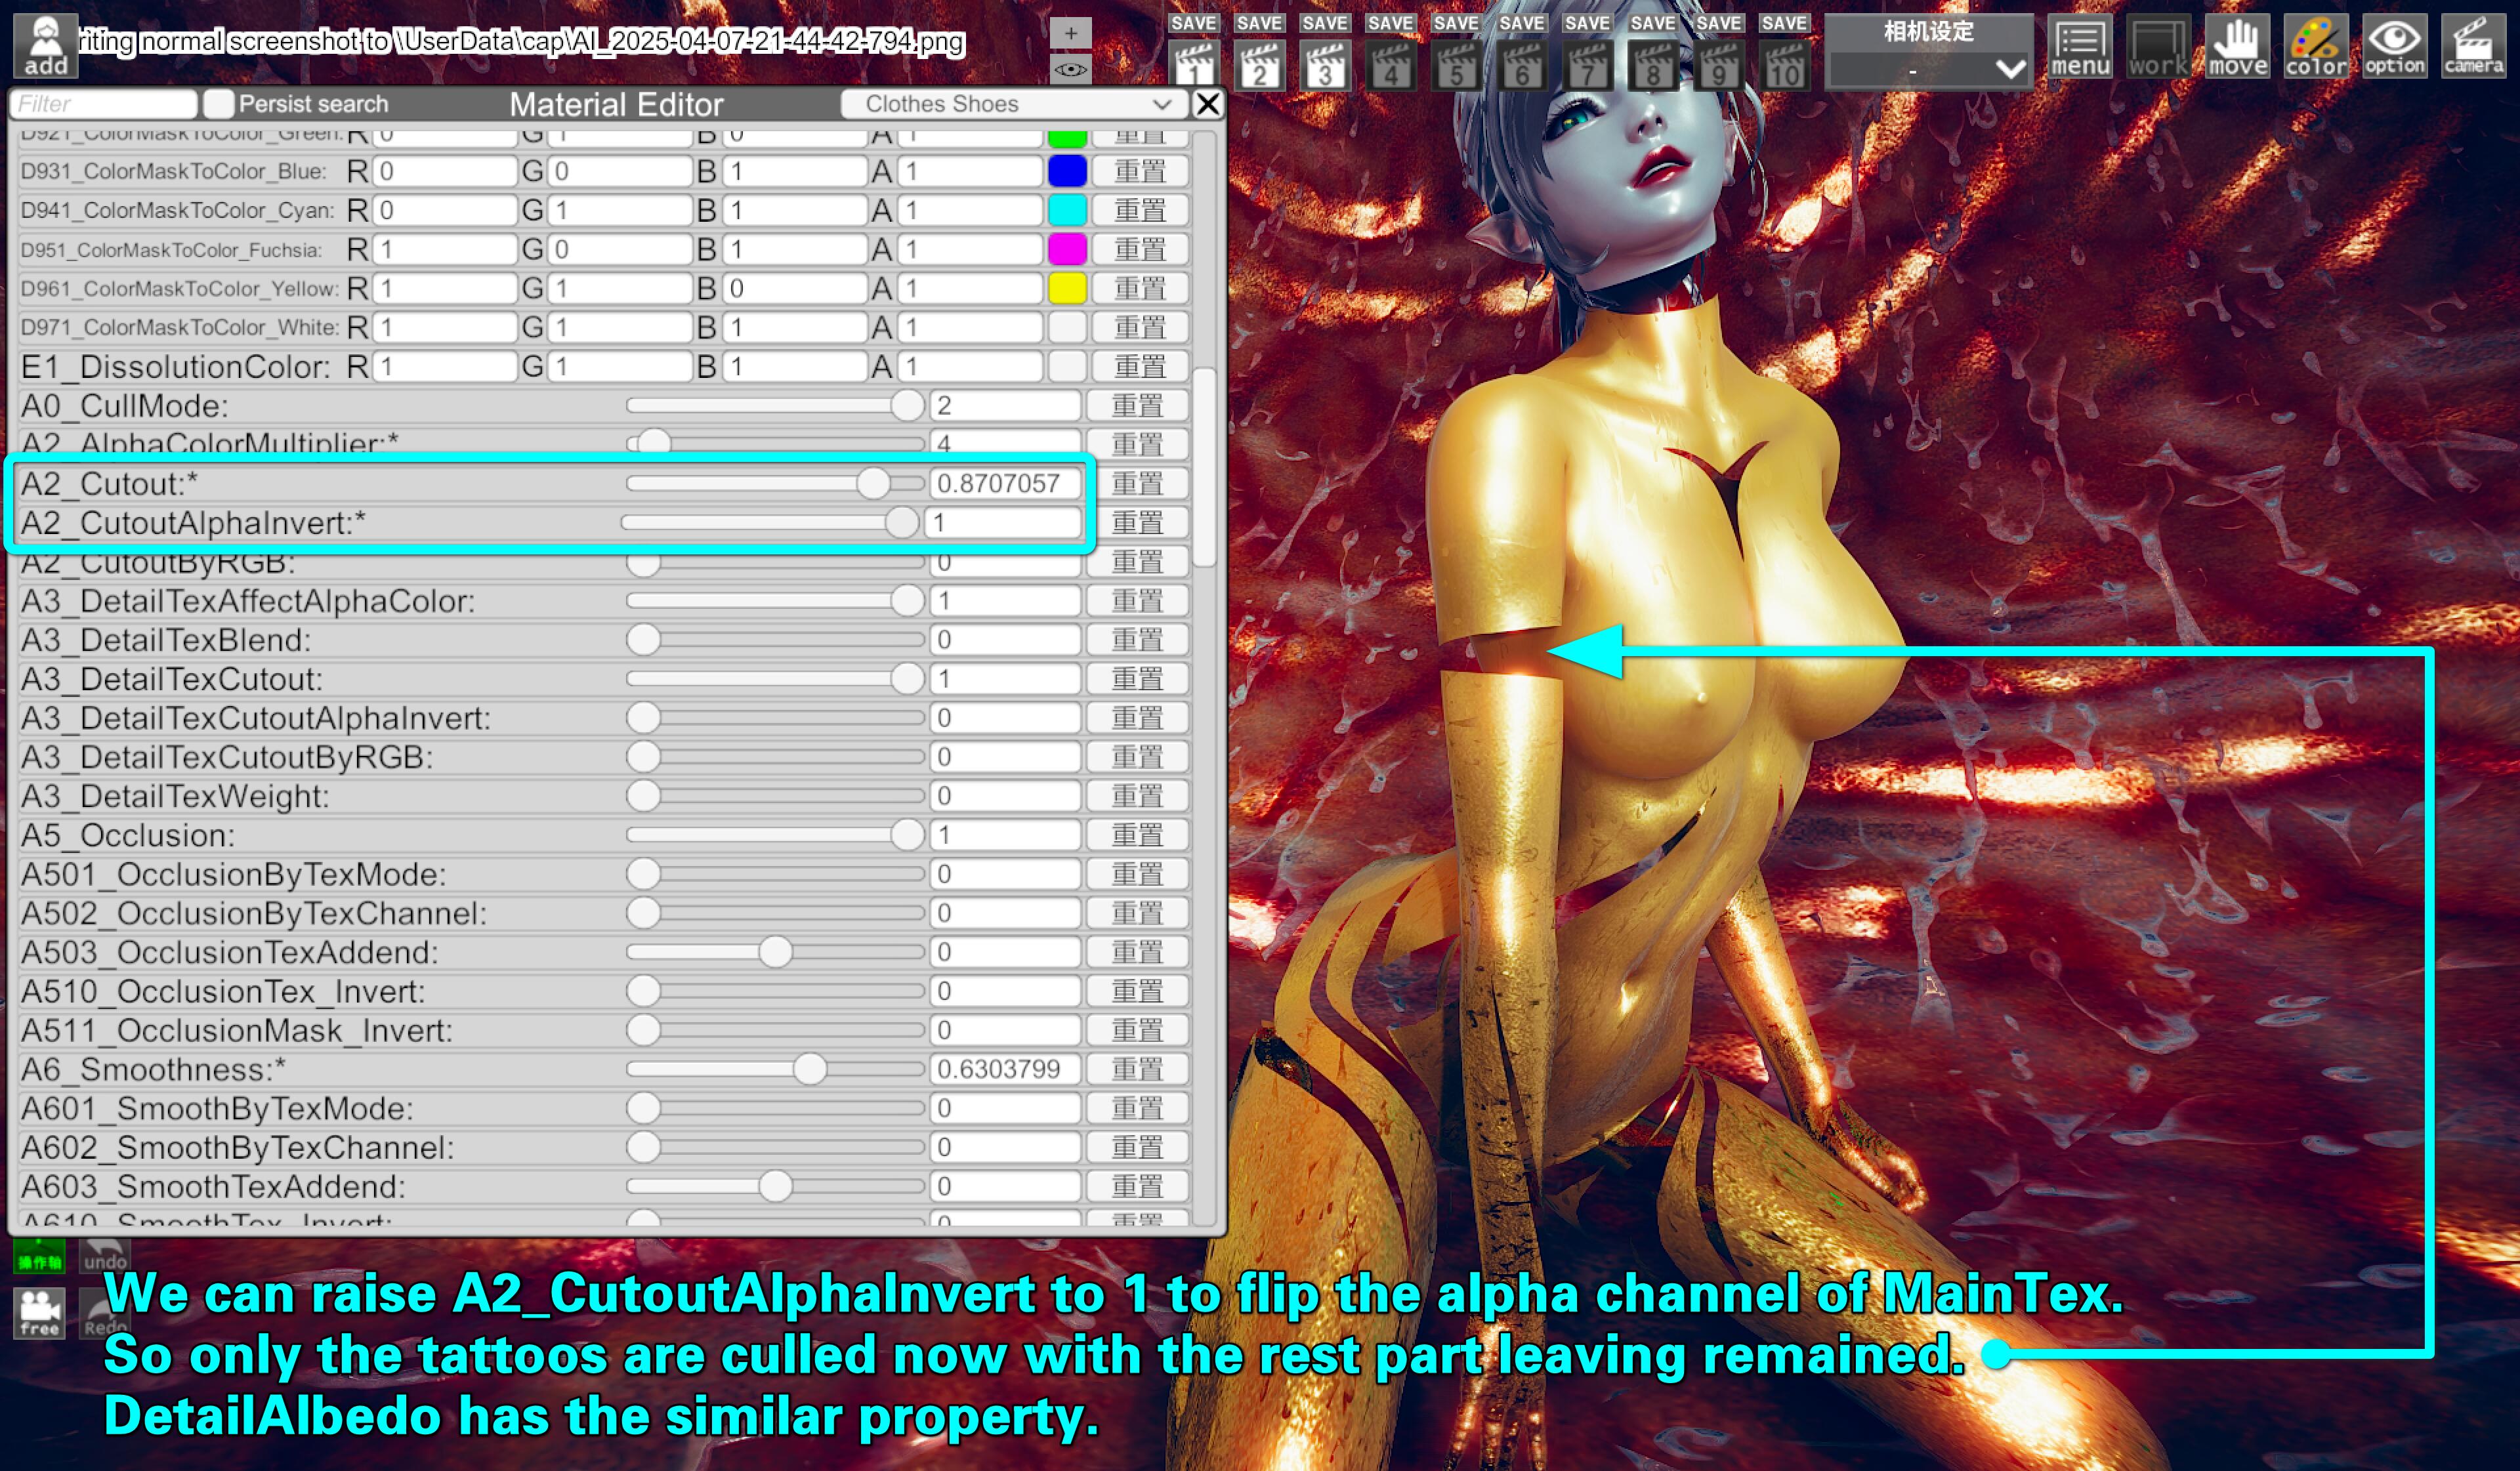 add
riting normal screenshot to \UserData\cap\AI_2025-04-07-21-44-42-794.png
+
SAVE SAVE SAVE SAVE SAVE SAVE SAVE SAVE SAVE SAVE
1 2 3 4 5 6 7 8 9 10
相机设定
-
menu work move color option camera
Filter Persist search Material Editor Clothes Shoes X
D921_ColorMaskToColor_Green: R 0 G 1 B 0 A 1 重置
D931_ColorMaskToColor_Blue: R 0 G 0 B 1 A 1 重置
D941_ColorMaskToColor_Cyan: R 0 G 1 B 1 A 1 重置
D951_ColorMaskToColor_Fuchsia: R 1 G 0 B 1 A 1 重置
D961_ColorMaskToColor_Yellow: R 1 G 1 B 0 A 1 重置
D971_ColorMaskToColor_White: R 1 G 1 B 1 A 1 重置
E1_DissolutionColor: R 1 G 1 B 1 A 1 重置
A0_CullMode: 2 重置
A2_AlphaColorMultiplier:* 4 重置
A2_Cutout:* 0.8707057 重置
A2_CutoutAlphaInvert:* 1 重置
A2_CutoutByRGB: 0 重置
A3_DetailTexAffectAlphaColor: 1 重置
A3_DetailTexBlend: 0 重置
A3_DetailTexCutout: 1 重置
A3_DetailTexCutoutAlphaInvert: 0 重置
A3_DetailTexCutoutByRGB: 0 重置
A3_DetailTexWeight: 0 重置
A5_Occlusion: 1 重置
A501_OcclusionByTexMode: 0 重置
A502_OcclusionByTexChannel: 0 重置
A503_OcclusionTexAddend: 0 重置
A510_OcclusionTex_Invert: 0 重置
A511_OcclusionMask_Invert: 0 重置
A6_Smoothness:* 0.6303799 重置
A601_SmoothByTexMode: 0 重置
A602_SmoothByTexChannel: 0 重置
A603_SmoothTexAddend: 0 重置
A610_SmoothTex_Invert: 0 重置
操作轴 undo
free Redo
We can raise A2_CutoutAlphaInvert to 1 to flip the alpha channel of MainTex.
So only the tattoos are culled now with the rest part leaving remained.
DetailAlbedo has the similar property.